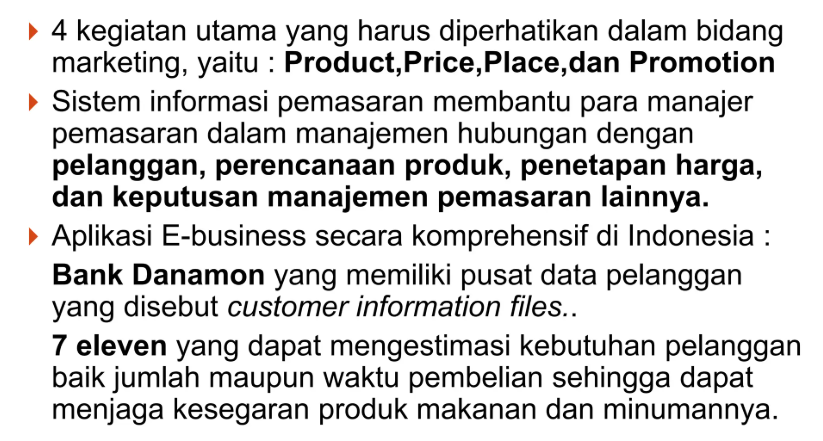 4 kegiatan utama yang harus diperhatikan dalam bidang
marketing, yaitu : Product,Price,Place,dan Promotion
Sistem informasi pemasaran membantu para manajer
pemasaran dalam manajemen hubungan dengan
pelanggan, perencanaan produk, penetapan harga,
dan keputusan manajemen pemasaran lainnya.
Aplikasi E-business secara komprehensif di Indonesia :
Bank Danamon yang memiliki pusat data pelanggan
yang disebut customer information files..
7 eleven yang dapat mengestimasi kebutuhan pelanggan
baik jumlah maupun waktu pembelian sehingga dapat
menjaga kesegaran produk makanan dan minumannya.